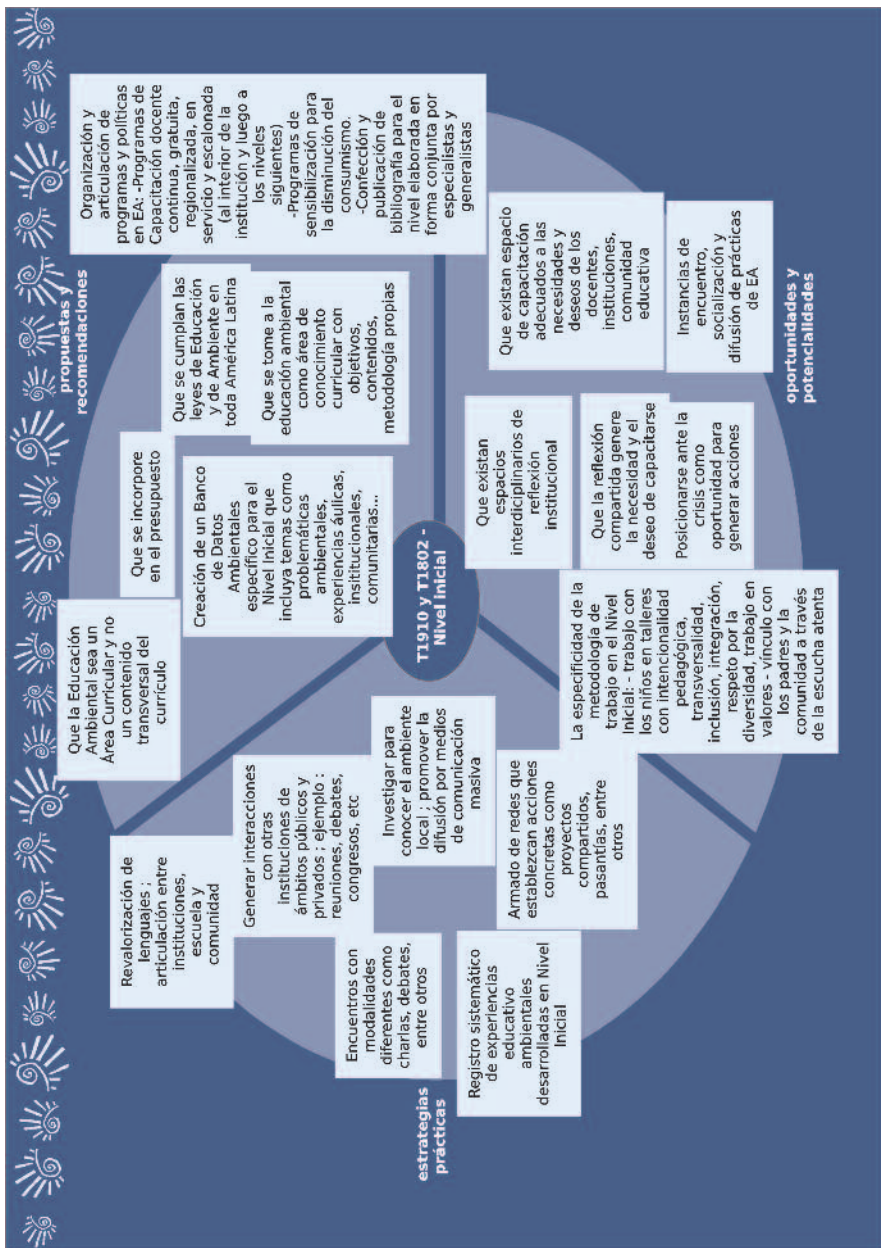 propuestas y
recomendaciones
Que la Educación
Ambiental sea un
Área Curricular y no
un contenido
transversal del
currículo
Que se incorpore
en el presupuesto
Que se cumplan las
leyes de Educación
y de Ambiente en
toda América Latina
Organización y
articulación de
programas y políticas
en EA: -Programas de
Capacitación docente
continua, gratuita,
regionalizada, en
servicio y escalonada
(al interior de la
institución y luego a
los niveles
siguientes)
-Programas de
sensibilización para
la disminución del
consumismo.
-Confección y
publicación de
bibliografía para el
nivel elaborada en
forma conjunta por
especialistas y
generalistas
Creación de un Banco
de Datos
Ambientales
específico para el
Nivel Inicial que
incluya temas como
problemáticas
ambientales,
experiencias áulicas,
insititucionales,
comunitarias...
Que se tome a la
educación ambiental
como área de
conocimiento
curricular con
objetivos,
contenidos,
metodología propias
T1910 y T1802 -
Nivel inicial
Revalorización de
lenguajes ;
articulación entre
instituciones,
escuela y
comunidad
Generar interacciones
con otras
instituciones de
ámbitos públicos y
privados ; ejemplo :
reuniones, debates,
congresos, etc
Encuentros con
modalidades
diferentes como
charlas, debates,
entre otros
Investigar para
conocer el ambiente
local ; promover la
difusión por medios
de comunicación
masiva
estrategias
prácticas
Registro sistemático
de experiencias
educativo
ambientales
desarrolladas en Nivel
Inicial
Armado de redes que
establezcan acciones
concretas como
proyectos
compartidos,
pasantías, entre
otros
La especificidad de la
metodología de
trabajo en el Nivel
Inicial: - trabajo con
los niños en talleres
con intencionalidad
pedagógica,
transversalidad,
inclusión, integración,
respeto por la
diversidad, trabajo en
valores - vínculo con
los padres y la
comunidad a través
de la escucha atenta
Que existan
espacios
interdiciplinarios de
reflexión
institucional
Que existan espacio
de capacitación
adecuados a las
necesidades y
deseos de los
docentes,
instituciones,
comunidad
educativa
Que la reflexión
compartida genere
la necesidad y el
deseo de capacitarse
Posicionarse ante la
crisis como
oportunidad para
generar acciones
Instancias de
encuentro,
socialización y
difusión de prácticas
de EA
oportunidades y
potencialidades